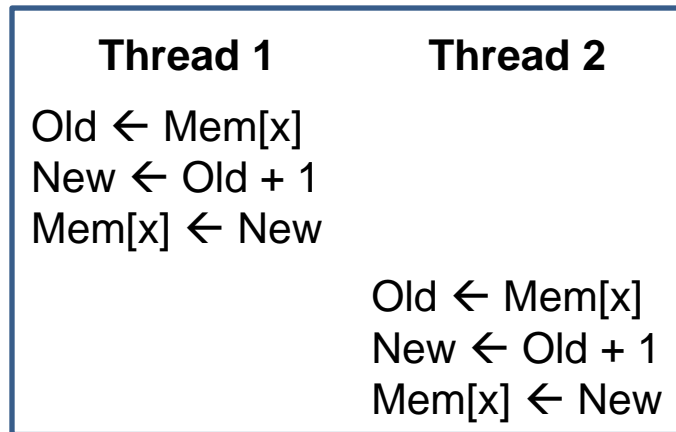 Thread 1 Thread 2
Old ← Mem[x]
New ← Old + 1
Mem[x] ← New
Old ← Mem[x]
New ← Old + 1
Mem[x] ← New